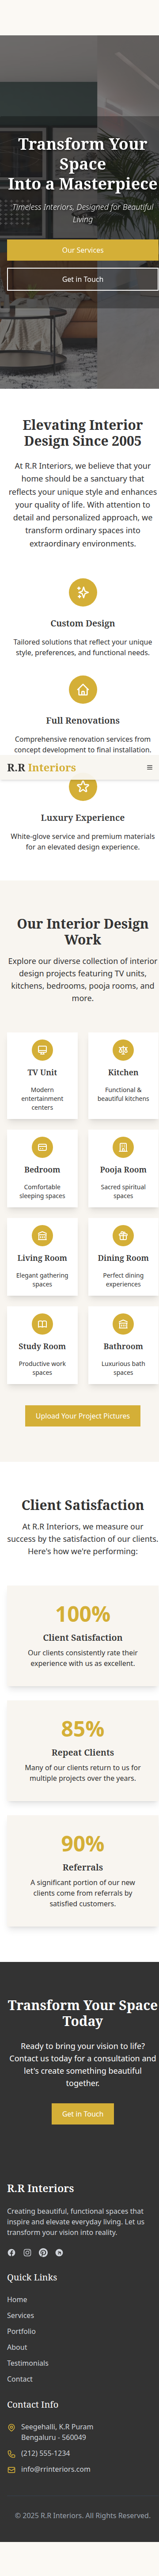 Transform Your
Space
Into a Masterpiece
Timeless Interiors, Designed for Beautiful
Living
Our Services
Get in Touch
Elevating Interior
Design Since 2005
At R.R Interiors, we believe that your
home should be a sanctuary that
reflects your unique style and enhances
your quality of life. With attention to
detail and personalized approach, we
transform ordinary spaces into
extraordinary environments.
Custom Design
Tailored solutions that reflect your unique
style, preferences, and functional needs.
Full Renovations
Comprehensive renovation services from
concept development to final installation.
R.R Interiors
Luxury Experience
White-glove service and premium materials
for an elevated design experience.
Our Interior Design
Work
Explore our diverse collection of interior
design projects featuring TV units,
kitchens, bedrooms, pooja rooms, and
more.
TV Unit
Modern
entertainment
centers
Kitchen
Functional &
beautiful kitchens
Bedroom
Comfortable
sleeping spaces
Pooja Room
Sacred spiritual
spaces
Living Room
Elegant gathering
spaces
Dining Room
Perfect dining
experiences
Study Room
Productive work
spaces
Bathroom
Luxurious bath
spaces
Upload Your Project Pictures
Client Satisfaction
At R.R Interiors, we measure our
success by the satisfaction of our clients.
Here's how we're performing:
100%
Client Satisfaction
Our clients consistently rate their
experience with us as excellent.
85%
Repeat Clients
Many of our clients return to us for
multiple projects over the years.
90%
Referrals
A significant portion of our new
clients come from referrals by
satisfied customers.
Transform Your Space
Today
Ready to bring your vision to life?
Contact us today for a consultation and
let's create something beautiful
together.
Get in Touch
R.R Interiors
Creating beautiful, functional spaces that
inspire and elevate everyday living. Let us
transform your vision into reality.
Quick Links
Home
Services
Portfolio
About
Testimonials
Contact
Contact Info
Seegehalli, K.R Puram
Bengaluru - 560049
(212) 555-1234
info@rrinteriors.com
© 2025 R.R Interiors. All Rights Reserved.